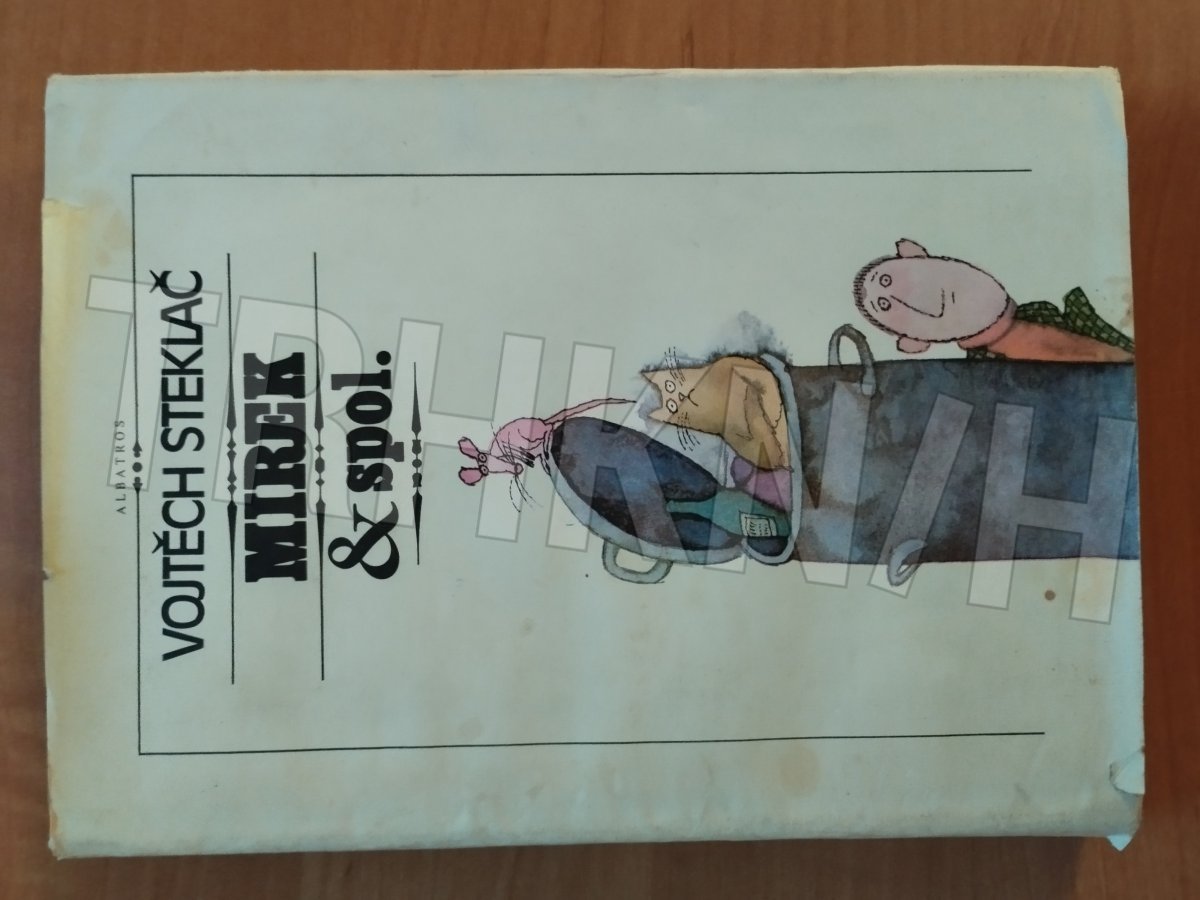 ALBATROS
VOJTĚCH STEKLAČ
MIREK
& spol.
TRHKNIH